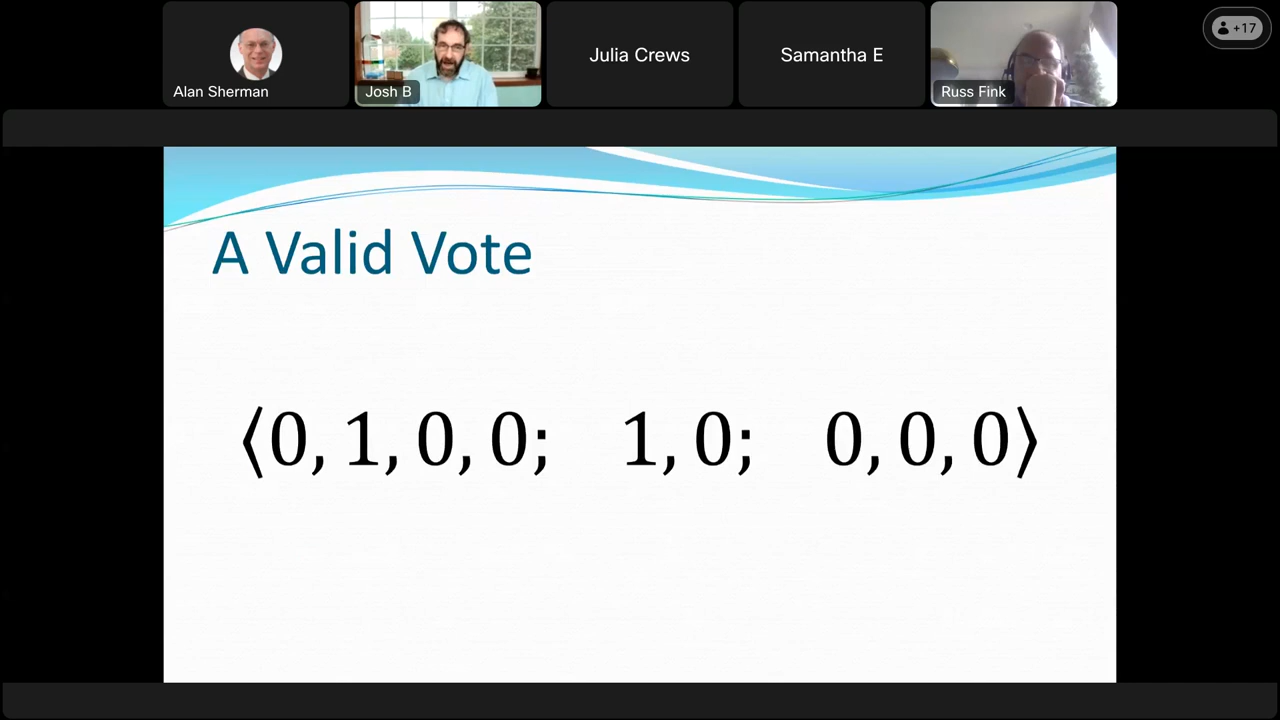 Alan Sherman
Josh B
Julia Crews
Samantha E
Russ Fink
+17
A Valid Vote
⟨0, 1, 0, 0; 1, 0; 0, 0, 0⟩